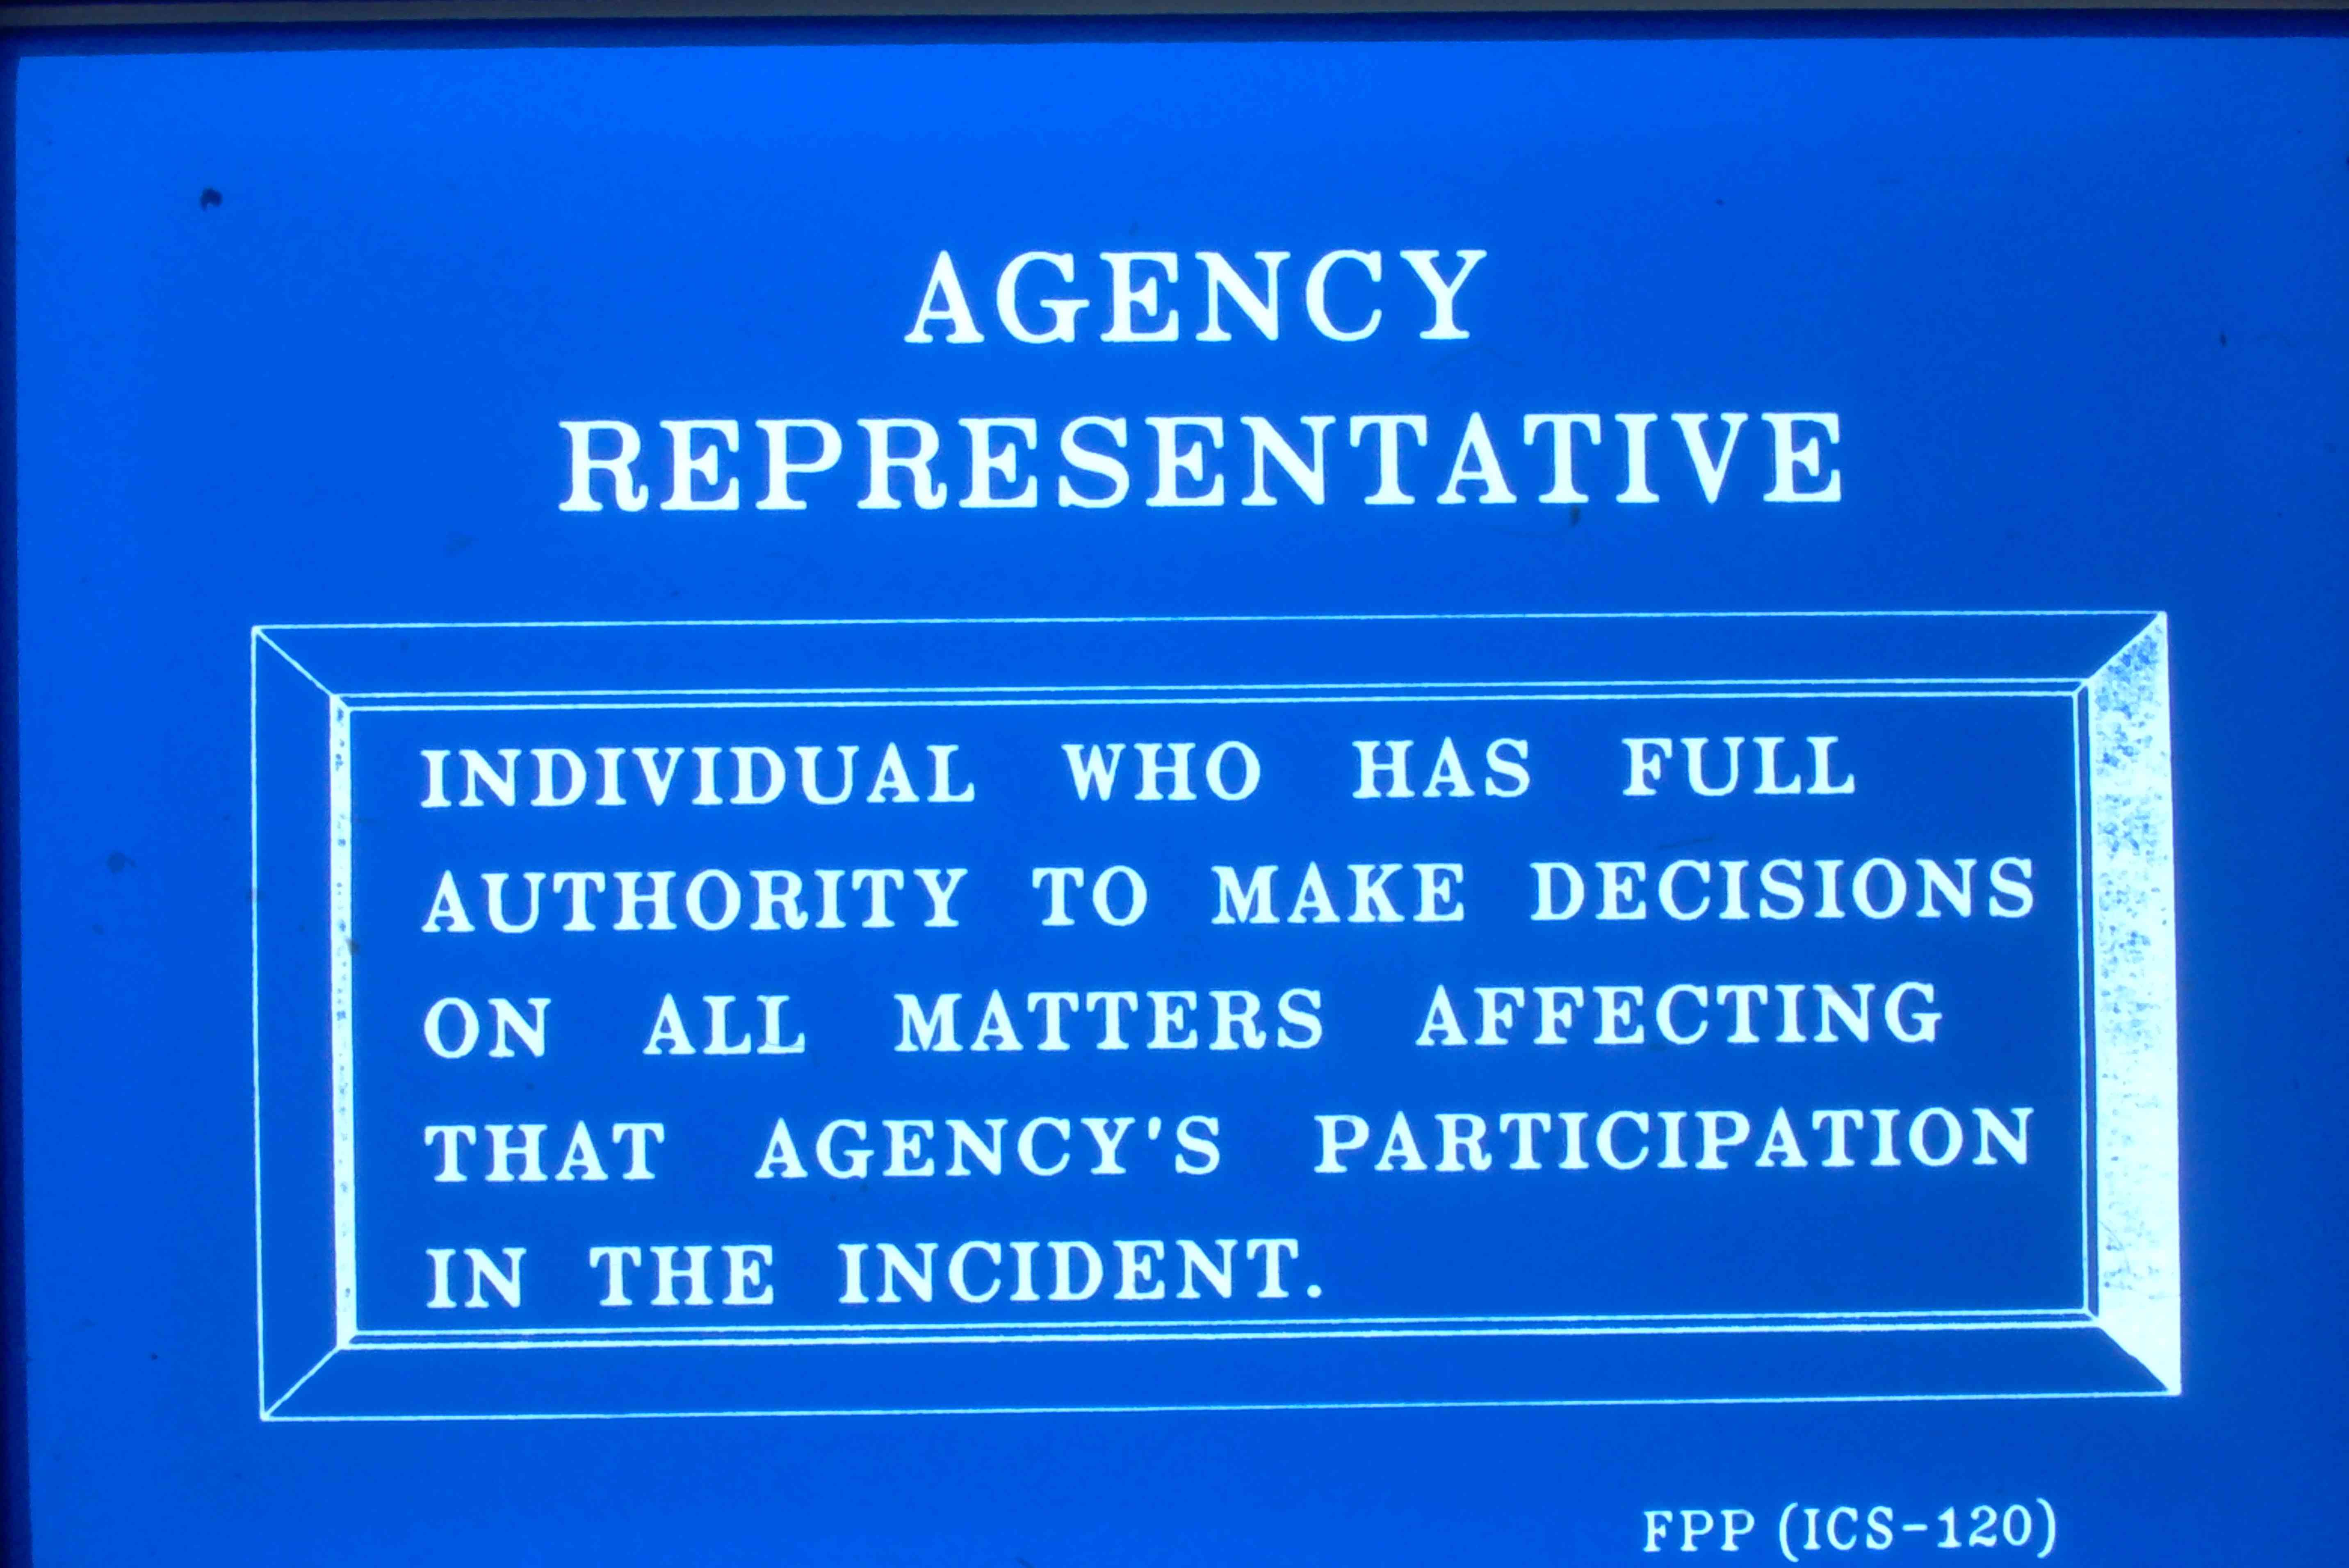 AGENCY
REPRESENTATIVE
INDIVIDUAL WHO HAS FULL
AUTHORITY TO MAKE DECISIONS
ON ALL MATTERS AFFECTING
THAT AGENCY'S PARTICIPATION
IN THE INCIDENT.
FPP (ICS-120)